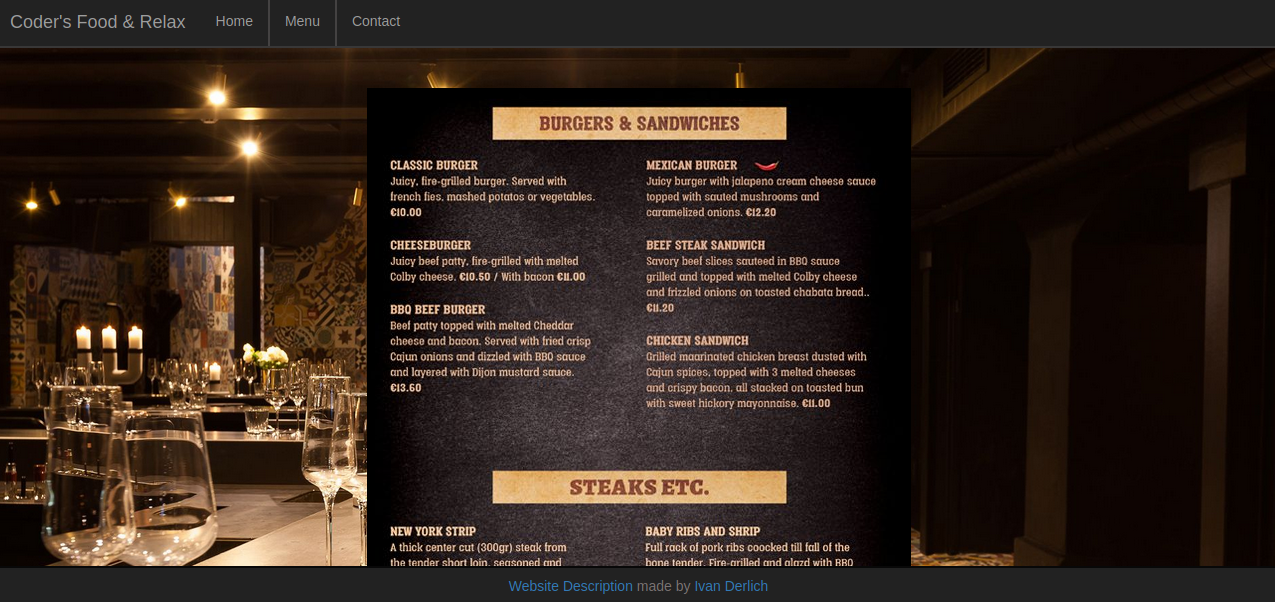 Coder's Food & Relax Home Menu Contact
BURGERS & SANDWICHES
CLASSIC BURGER
Juicy, fire-grilled burger. Served with
french fies, mashed potatos or vegetables.
€10.00
CHEESEBURGER
Juicy beef patty, fire-grilled with melted
Colby cheese. €10.50 / With bacon €11.00
BBQ BEEF BURGER
Beef patty topped with melted Cheddar
cheese and bacon. Served with fried crisp
Cajun onions and dizzled with BBQ sauce
and layered with Dijon mustard sauce.
€13.60
MEXICAN BURGER
Juicy burger with jalapeno cream cheese sauce
topped with sauted mushrooms and
caramelized onions. €12.20
BEEF STEAK SANDWICH
Savory beef slices sauteed in BBQ sauce
grilled and topped with melted Colby cheese
and frizzled onions on toasted chabata bread..
€11.20
CHICKEN SANDWICH
Grilled maarinated chicken breast dusted with
Cajun spices, topped with 3 melted cheeses
and crispy bacon, all stacked on toasted bun
with sweet hickory mayonnaise. €11.00
STEAKS ETC.
NEW YORK STRIP
A thick center cut (300gr) steak from
the tender short loin, seasoned and
BABY RIBS AND SHRIP
Full rack of pork ribs coocked till fall of the
bone tender. Fire-grilled and glazd with BBQ
Website Description made by Ivan Derlich